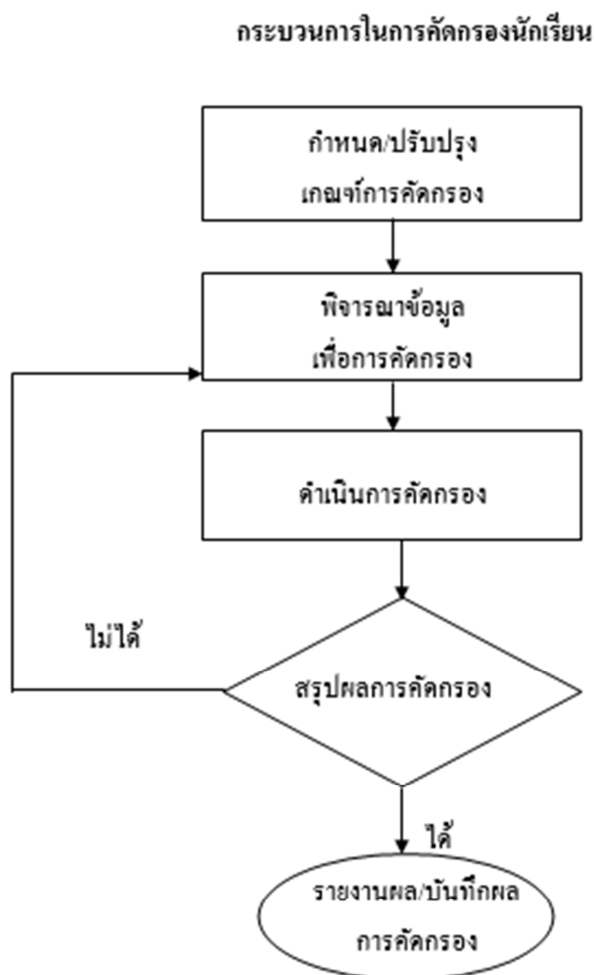 กระบวนการในการคัดกรองนักเรียน
กำหนด/ปรับปรุง
เกณฑ์การคัดกรอง
พิจารณาข้อมูล
เพื่อการคัดกรอง
ดำเนินการคัดกรอง
ไม่ได้
สรุปผลการคัดกรอง
ได้
รายงานผล/บันทึกผล
การคัดกรอง